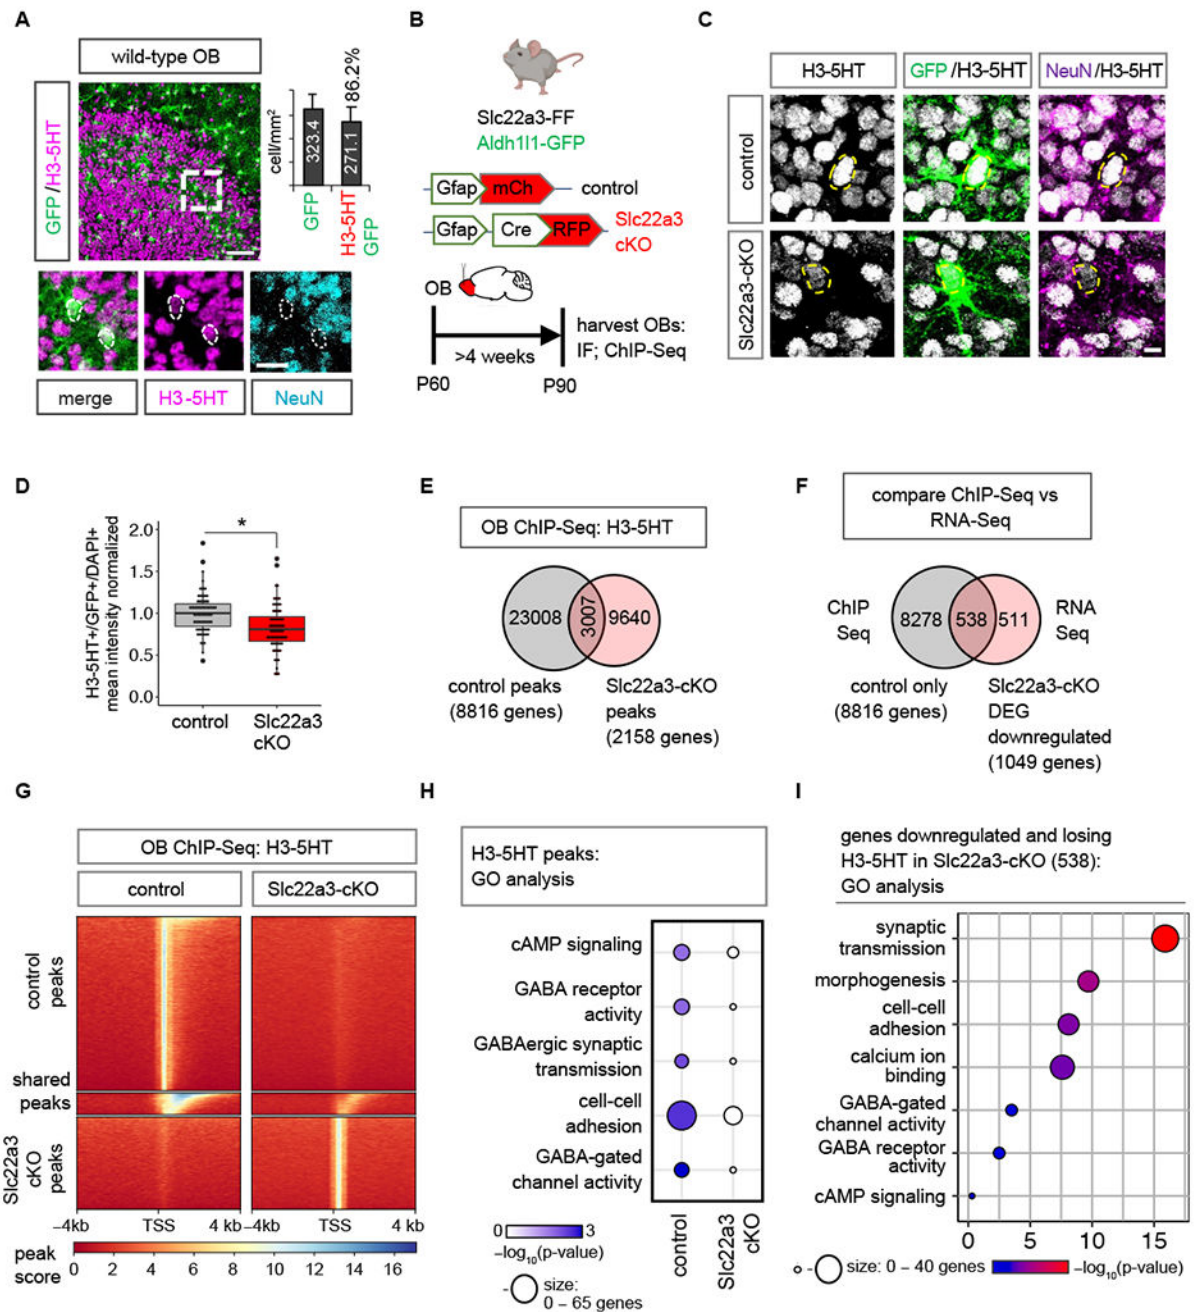 A
wild-type OB
GFP/H3-5HT
cell/mm²
323.4
271.1
86.2%
GFP
H3-5HT
GFP
merge
H3-5HT
NeuN
B
Slc22a3-FF
Aldh1l1-GFP
Gfap
mCh
control
Gfap
Cre
RFP
Slc22a3
cKO
OB
>4 weeks
harvest OBs:
IF; ChIP-Seq
P60
P90
C
H3-5HT
GFP/H3-5HT
NeuN/H3-5HT
control
Slc22a3-cKO
D
H3-5HT+/GFP+/DAPI+
mean intensity normalized
2.0
1.5
1.0
0.5
0.0
*
control
Slc22a3
cKO
E
OB ChIP-Seq: H3-5HT
23008
3007
9640
control peaks
(8816 genes)
Slc22a3-cKO
peaks
(2158 genes)
F
compare ChIP-Seq vs
RNA-Seq
ChIP
Seq
8278
538
511
RNA
Seq
control only
(8816 genes)
Slc22a3-cKO
DEG
downregulated
(1049 genes)
G
OB ChIP-Seq: H3-5HT
control
Slc22a3-cKO
control
peaks
shared
peaks
Slc22a3
cKO
peaks
−4kb
TSS
4 kb
−4kb
TSS
4 kb
peak
score
0
2
4
6
8
10
12
14
16
H
H3-5HT peaks:
GO analysis
cAMP signaling
GABA receptor
activity
GABAergic synaptic
transmission
cell-cell
adhesion
GABA-gated
channel activity
0
3
−log10(p-value)
size:
0 – 65 genes
control
Slc22a3
cKO
I
genes downregulated and losing
H3-5HT in Slc22a3-cKO (538):
GO analysis
synaptic
transmission
morphogenesis
cell-cell
adhesion
calcium ion
binding
GABA-gated
channel activity
GABA receptor
activity
cAMP signaling
0
5
10
15
size: 0 – 40 genes
−log10(p-value)